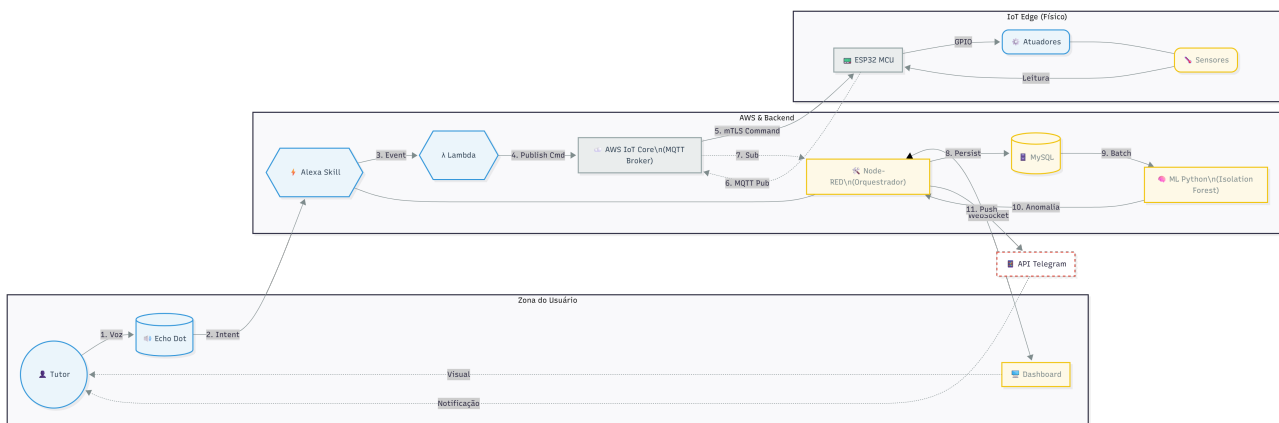 IoT Edge (Físico)
GPIO
Atuadores
ESP32 MCU
Sensores
Leitura
AWS & Backend
5. mTLS Command
3. Event
λ Lambda
4. Publish Cmd
AWS IoT Core\n(MQTT
Broker)
7. Sub
8. Persist
MySQL
9. Batch
Alexa Skill
Node-
RED\n(Orquestrador)
6. MQTT Pub
ML Python\n(Isolation
Forest)
11. Push
10. Anomalia
WebSocket
API Telegram
Zona do Usuário
1. Voz
Echo Dot
2. Intent
Tutor
Visual
Dashboard
Notificação